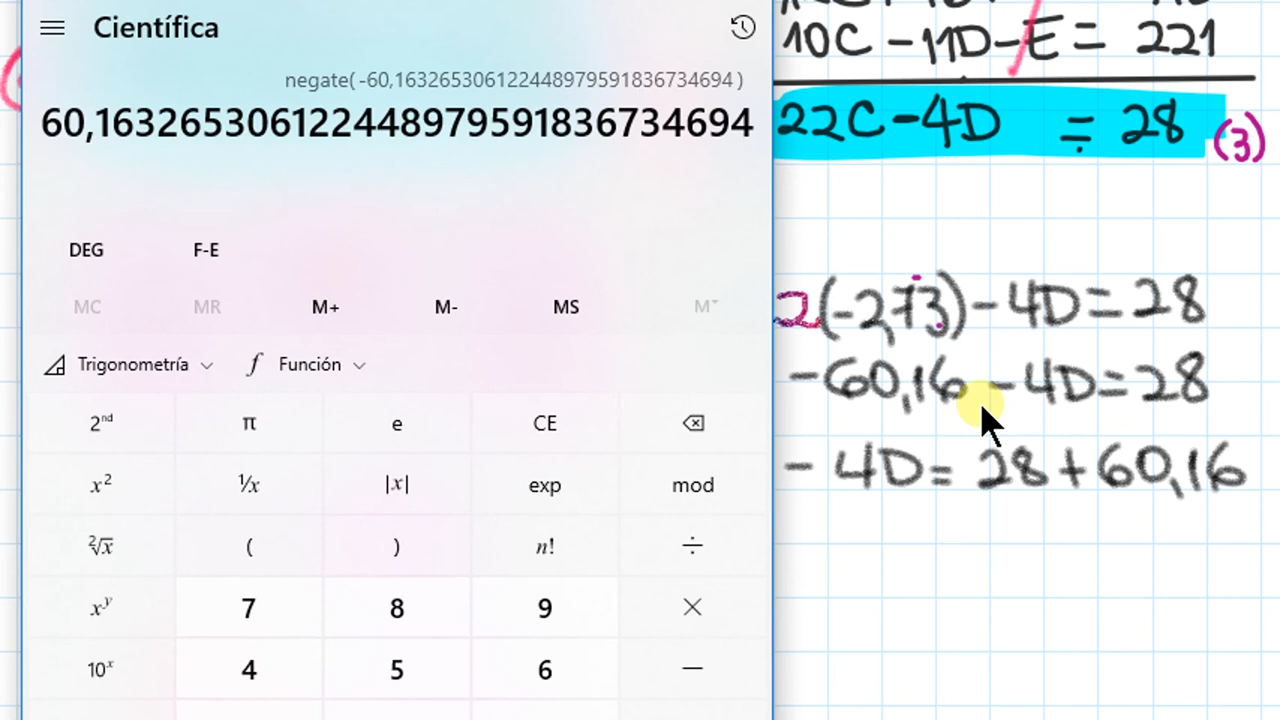 Científica
negate( -60,163265306122448979591836734694 )
60,163265306122448979591836734694
DEG F-E
MC MR M+ M- MS M˅
Trigonometría f Función
2ⁿᵈ π e CE
x² ¹/x |x| exp mod
²√x ( ) n! ÷
xʸ 7 8 9 ×
10ˣ 4 5 6 −
10C - 11D - E = 221
22C - 4D = 28 (3)
2(-2,73) - 4D = 28
-60,16 - 4D = 28
- 4D = 28 + 60,16